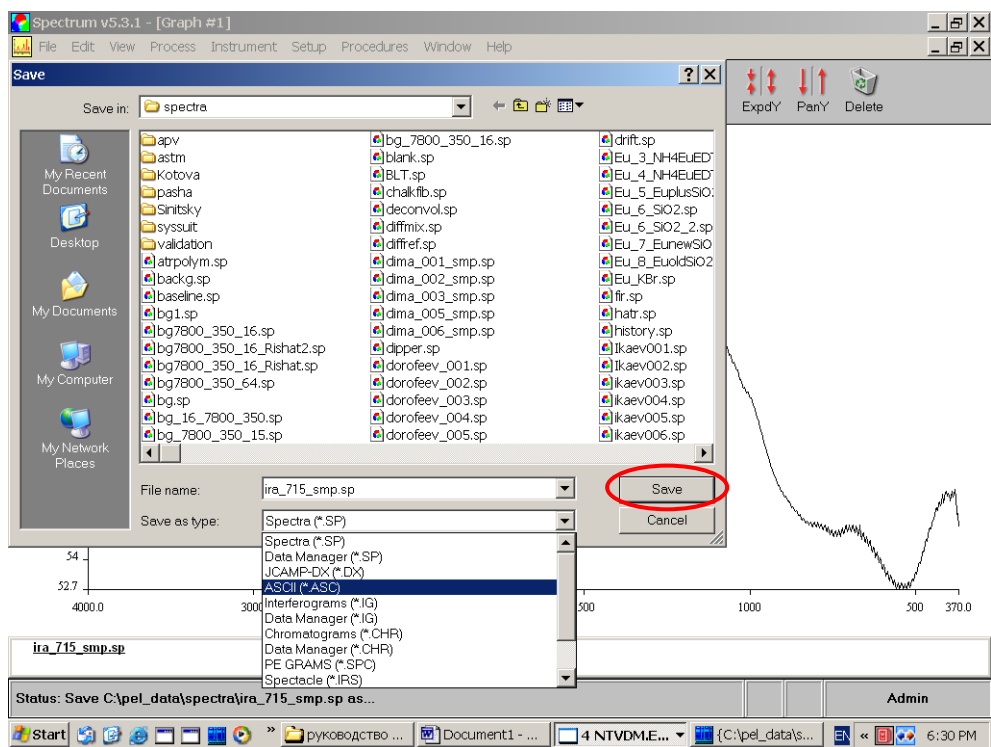 Spectrum v5.3.1 - [Graph #1]
File Edit View Process Instrument Setup Procedures Window Help
Save
Save in: spectra
ExpdY PanY Delete
My Recent Documents
Desktop
My Documents
My Computer
My Network Places
apv
astm
Kotova
pasha
Sinitsky
syssuit
validation
atrpolym.sp
backg.sp
baseline.sp
bg1.sp
bg7800_350_16.sp
bg7800_350_16_Rishat2.sp
bg7800_350_16_Rishat.sp
bg7800_350_64.sp
bg.sp
bg_16_7800_350.sp
bg_7800_350_15.sp
bg_7800_350_16.sp
blank.sp
BLT.sp
chalkfib.sp
deconvol.sp
diffmix.sp
diffref.sp
dima_001_smp.sp
dima_002_smp.sp
dima_003_smp.sp
dima_005_smp.sp
dima_006_smp.sp
dipper.sp
dorofeev_001.sp
dorofeev_002.sp
dorofeev_003.sp
dorofeev_004.sp
dorofeev_005.sp
drift.sp
Eu_3_NH4EuED
Eu_4_NH4EuED
Eu_5_EuplusSiO
Eu_6_SiO2.sp
Eu_6_SiO2_2.sp
Eu_7_EunewSiO
Eu_8_EuoldSiO2
Eu_KBr.sp
fir.sp
hatr.sp
history.sp
Ikaev001.sp
Ikaev002.sp
ikaev003.sp
ikaev004.sp
ikaev005.sp
ikaev006.sp
File name: ira_715_smp.sp Save
Save as type: Spectra (*.SP) Cancel
Spectra (*.SP)
Data Manager (*.SP)
JCAMP-DX (*.DX)
ASCII (*.ASC)
Interferograms (*.IG)
Data Manager (*.IG)
Chromatograms (*.CHR)
Data Manager (*.CHR)
PE GRAMS (*.SPC)
Spectacle (*.IRS)
54
52.7
4000.0 3000 500 1000 500 370.0
ira_715_smp.sp
Status: Save C:\pel_data\spectra\ira_715_smp.sp as...
Admin
Start » руководство ... Document1 - ... 4 NTVDM.E... {C:\pel_data\s... EN « 6:30 PM